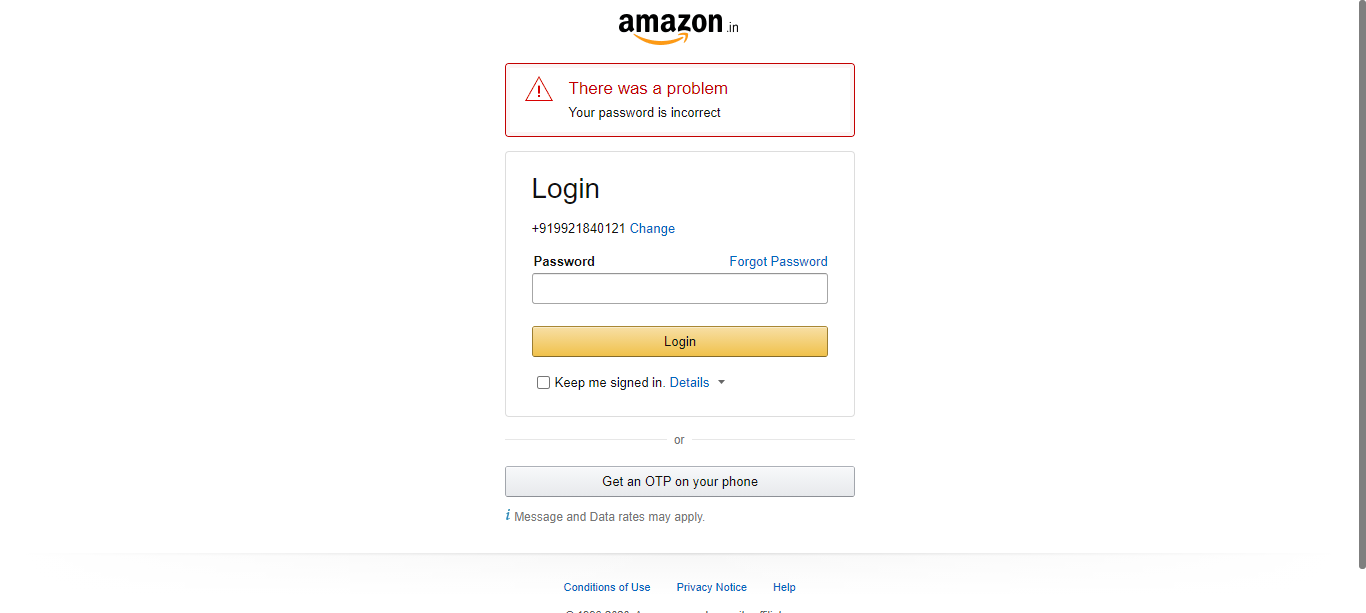 amazon.in
There was a problem
Your password is incorrect
Login
+919921840121 Change
Password Forgot Password
Login
Keep me signed in. Details
or
Get an OTP on your phone
i Message and Data rates may apply.
Conditions of Use Privacy Notice Help